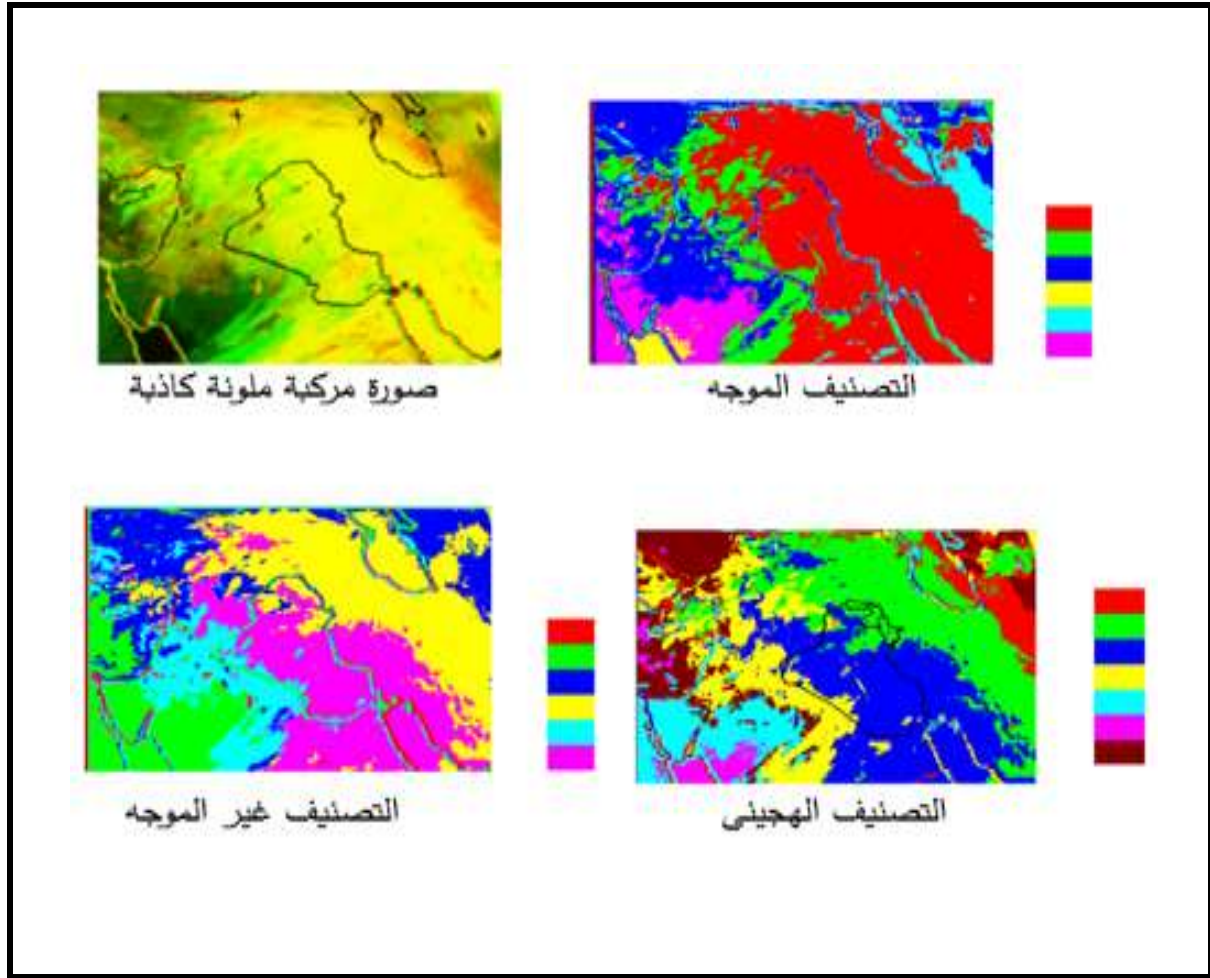 صورة مركبة ملونة كاذبة
التصنيف الموجه
التصنيف غير الموجه
التصنيف الهجيني